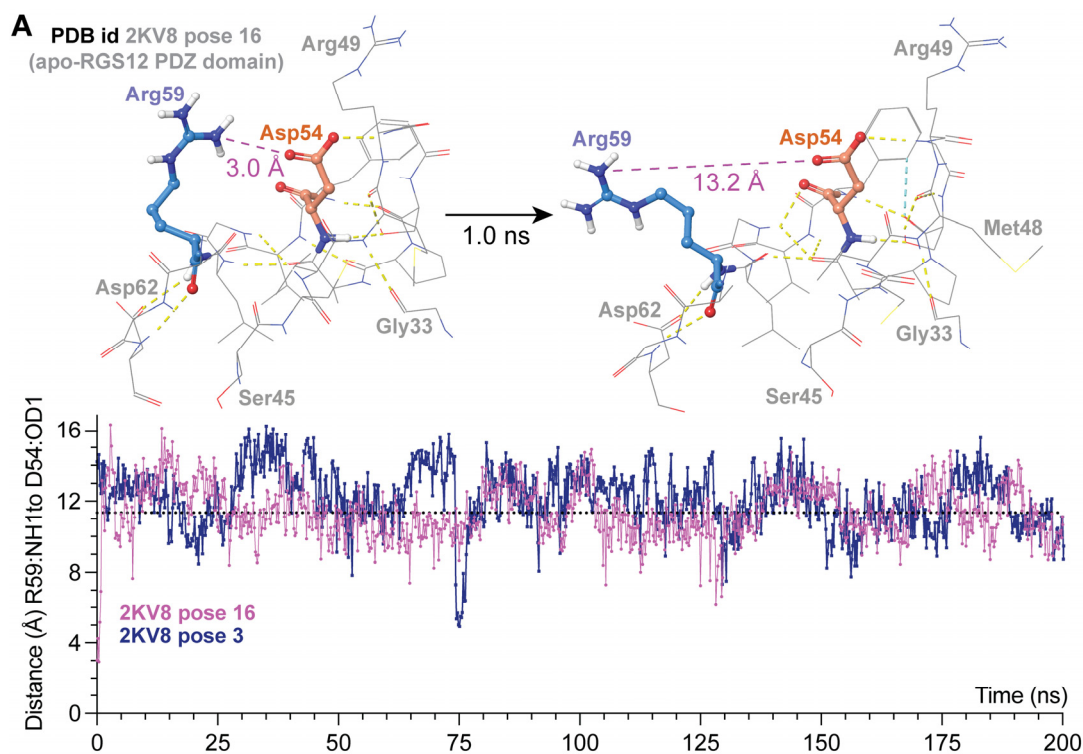 A
PDB id 2KV8 pose 16
(apo-RGS12 PDZ domain)
Arg49
Arg59
Asp54
3.0 Å
Asp62
Gly33
Ser45
1.0 ns
Arg49
Asp54
Arg59
13.2 Å
Met48
Asp62
Gly33
Ser45
Distance (Å) R59:NH1to D54:OD1
16
12
8
4
0
2KV8 pose 16
2KV8 pose 3
Time (ns)
0 25 50 75 100 125 150 175 200